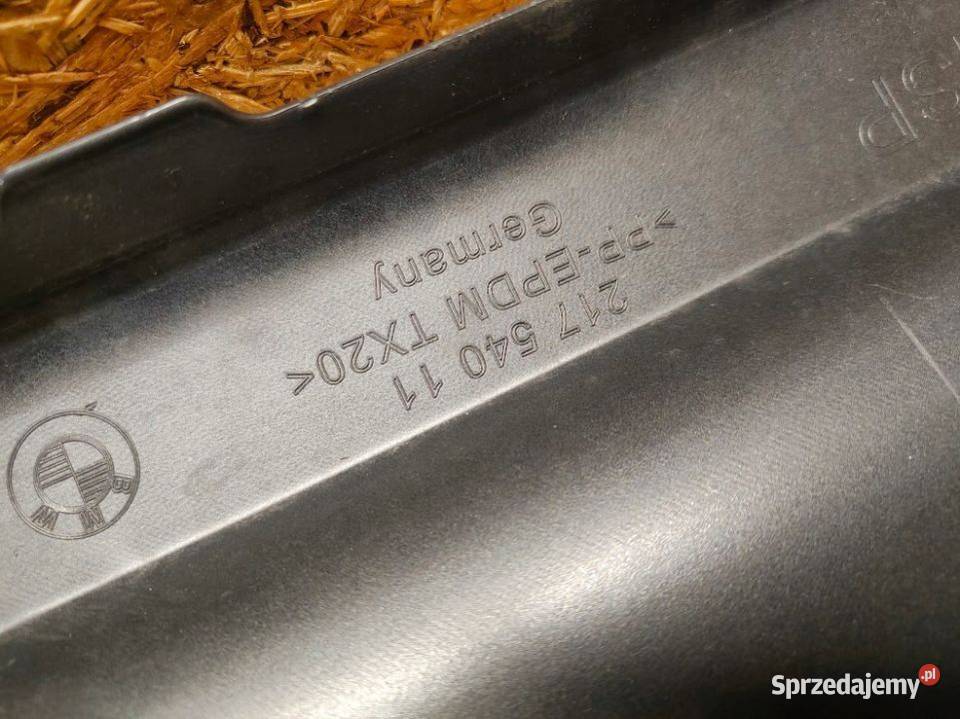 217 540 11
>PP-EPDM TX20<
Germany
BMW
Sprzedajemy.pl